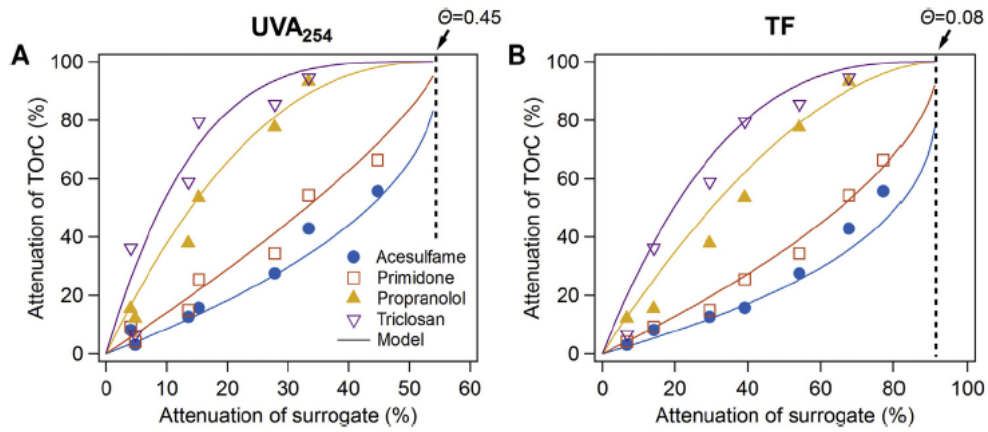 UVA254
Θ̂=0.45
A
Attenuation of TOrC (%)
100
80
60
40
20
0
Acesulfame
Primidone
Propranolol
Triclosan
Model
0 10 20 30 40 50 60
Attenuation of surrogate (%)
TF
Θ̂=0.08
B
Attenuation of TOrC (%)
100
80
60
40
20
0
0 20 40 60 80 100
Attenuation of surrogate (%)